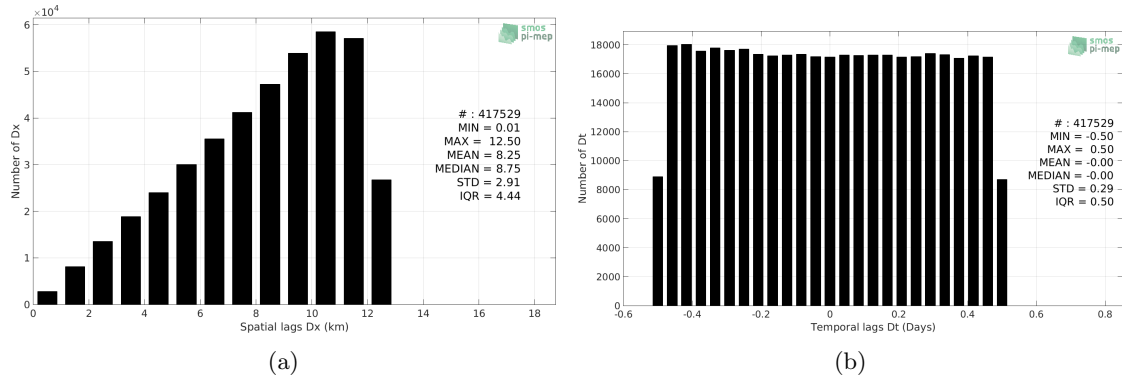 ×10⁴
6
5
4
3
2
1
0
Number of Dx
0 2 4 6 8 10 12 14 16 18
Spatial lags Dx (km)
smos
pi-mep
# : 417529
MIN = 0.01
MAX = 12.50
MEAN = 8.25
MEDIAN = 8.75
STD = 2.91
IQR = 4.44
(a)
18000
16000
14000
12000
10000
8000
6000
4000
2000
0
Number of Dt
-0.6 -0.4 -0.2 0 0.2 0.4 0.6 0.8
Temporal lags Dt (Days)
smos
pi-mep
# : 417529
MIN = -0.50
MAX = 0.50
MEAN = -0.00
MEDIAN = -0.00
STD = 0.29
IQR = 0.50
(b)